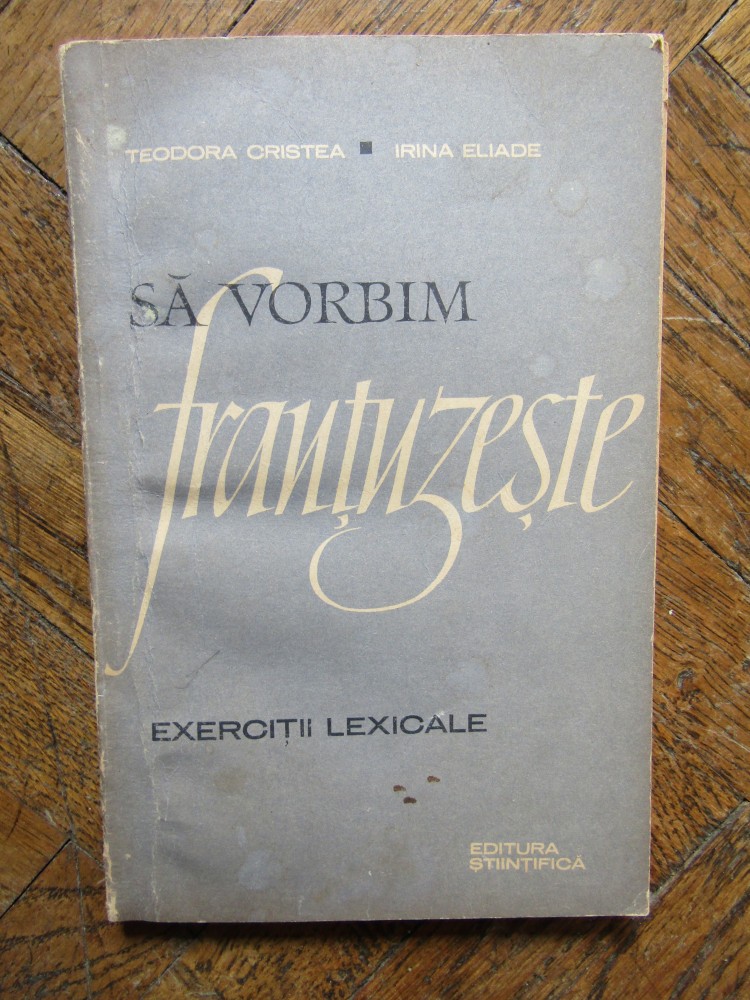 TEODORA CRISTEA ■ IRINA ELIADE
SĂ VORBIM
franțuzește
EXERCIȚII LEXICALE
EDITURA
ȘTIINȚIFICĂ